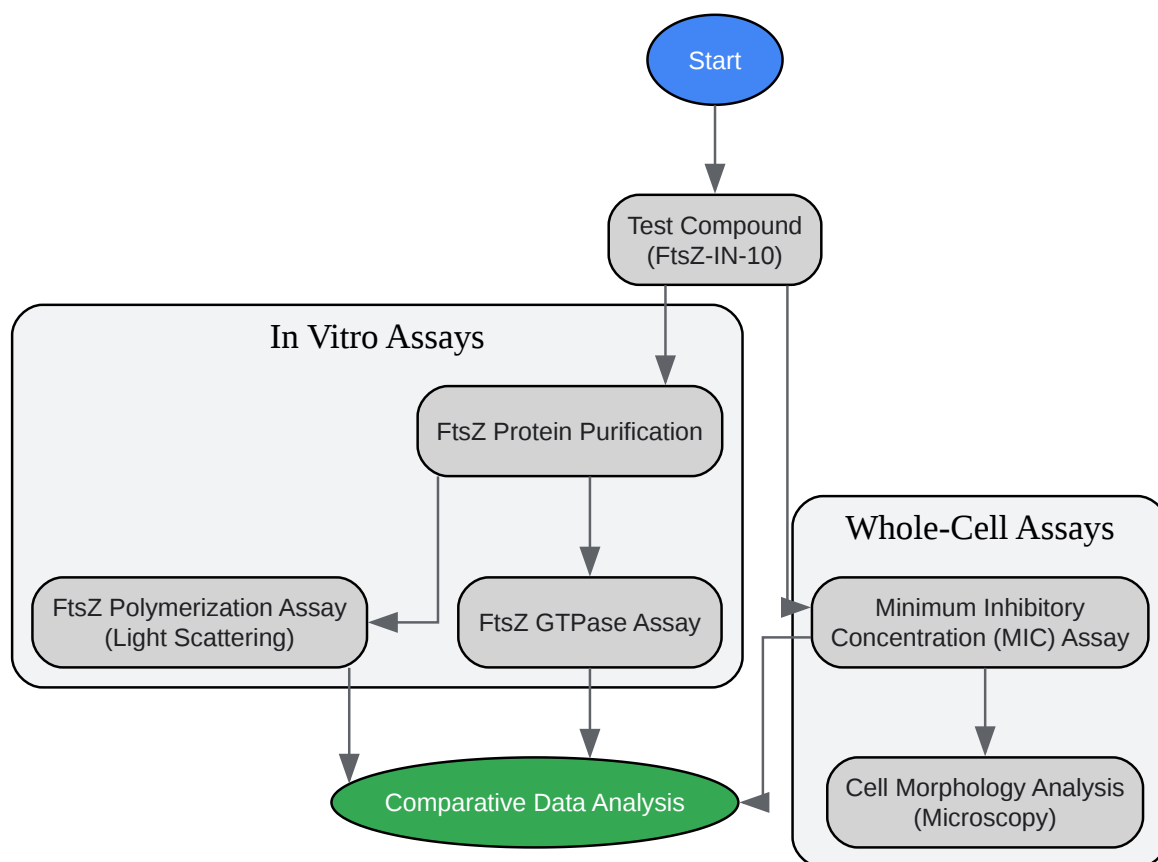 Start
Test Compound
(FtsZ-IN-10)
In Vitro Assays
FtsZ Protein Purification
FtsZ Polymerization Assay
(Light Scattering)
FtsZ GTPase Assay
Whole-Cell Assays
Minimum Inhibitory
Concentration (MIC) Assay
Cell Morphology Analysis
(Microscopy)
Comparative Data Analysis